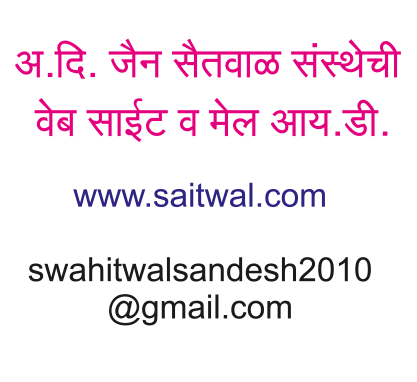 अ.दि. जैन सैतवाळ संस्थेची
वेब साईट व मेल आय.डी.
www.saitwal.com
swahitwalsandesh2010
@gmail.com